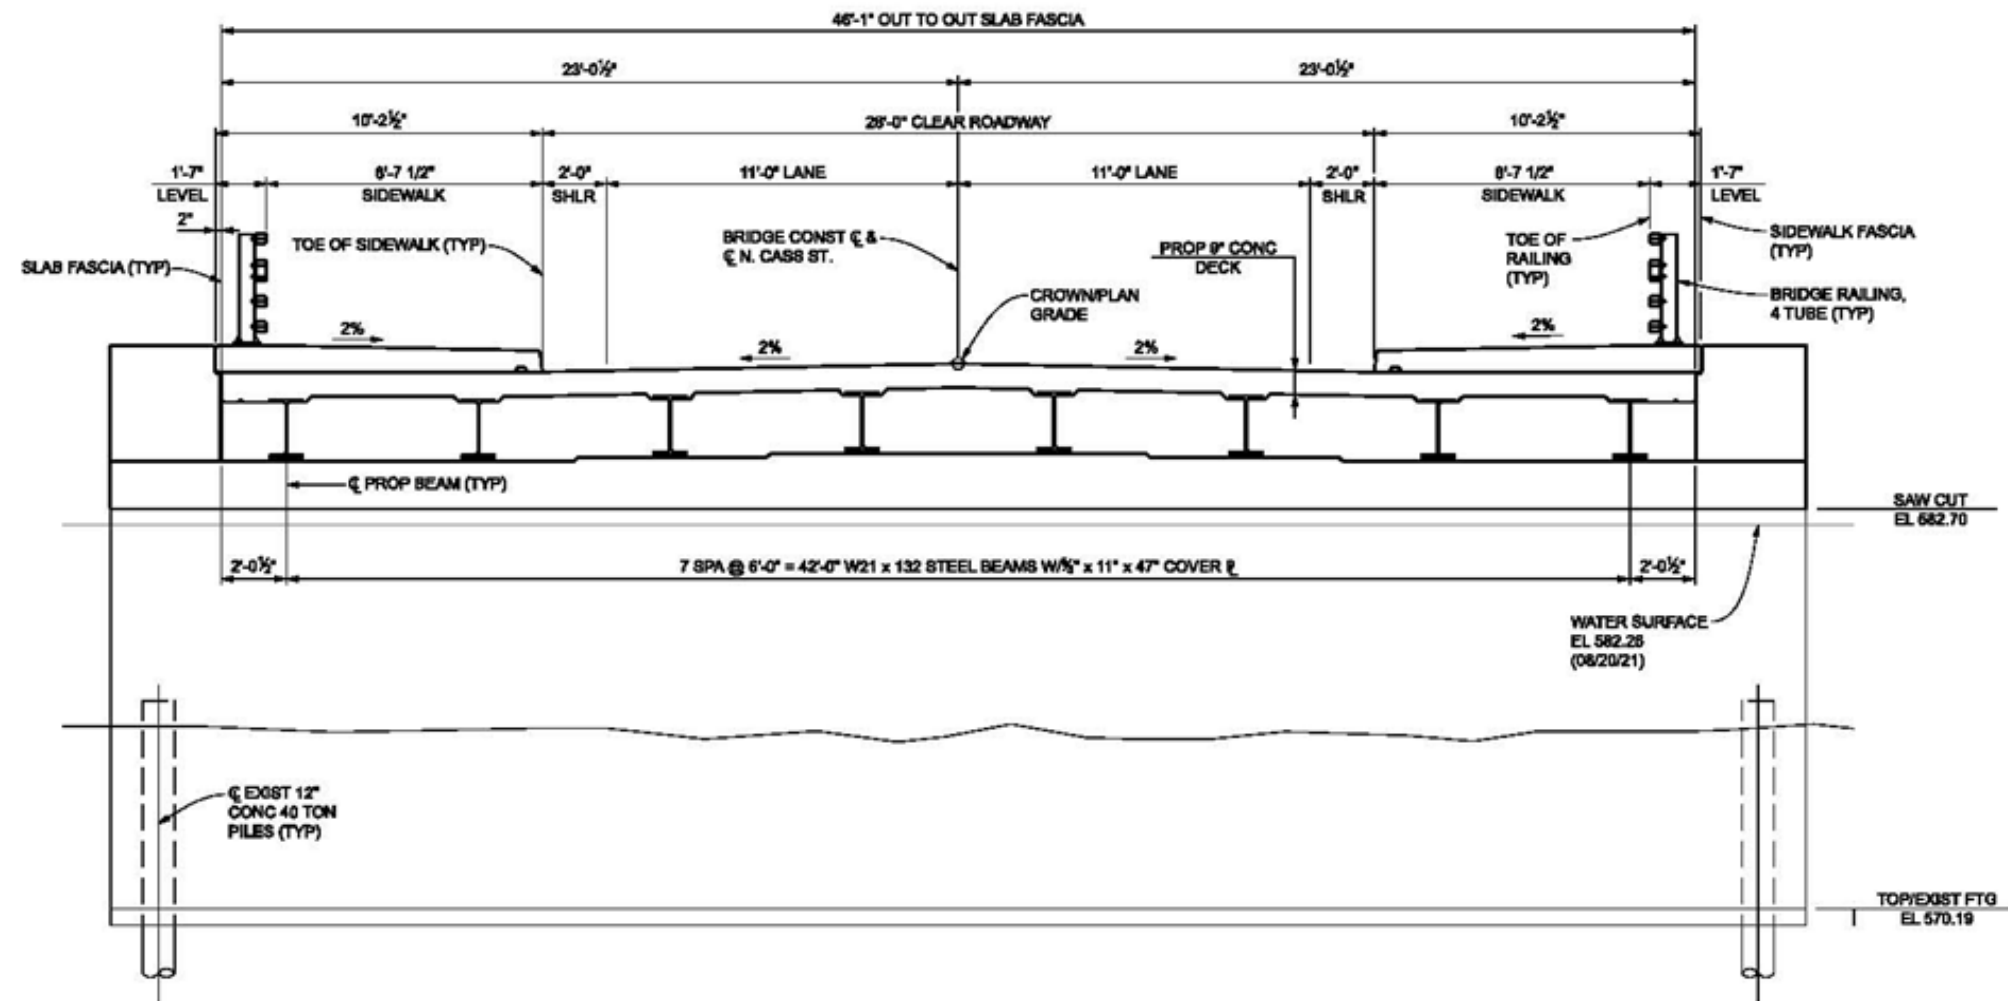 46'-1" OUT TO OUT SLAB FASCIA
23'-0½" 23'-0½"
10'-2½" 26'-0" CLEAR ROADWAY 10'-2½"
1'-7" 8'-7 1/2" 2'-0" 11'-0" LANE 11'-0" LANE 2'-0" 8'-7 1/2" 1'-7"
LEVEL SIDEWALK SHLR SHLR SIDEWALK LEVEL
2"
SLAB FASCIA (TYP)
TOE OF SIDEWALK (TYP)
BRIDGE CONST ℄ &
℄ N. CASS ST.
PROP 9" CONC
DECK
CROWN/PLAN
GRADE
TOE OF
RAILING
(TYP)
SIDEWALK FASCIA
(TYP)
BRIDGE RAILING,
4 TUBE (TYP)
2% 2% 2% 2%
℄ PROP BEAM (TYP)
SAW CUT
EL 582.70
2'-0½" 7 SPA @ 6'-0" = 42'-0" W21 x 132 STEEL BEAMS W/ x 11" x 47" COVER ⅊ 2'-0½"
WATER SURFACE
EL 582.26
(08/20/21)
℄ EXIST 12"
CONC 40 TON
PILES (TYP)
TOP/EXIST FTG
EL 570.19